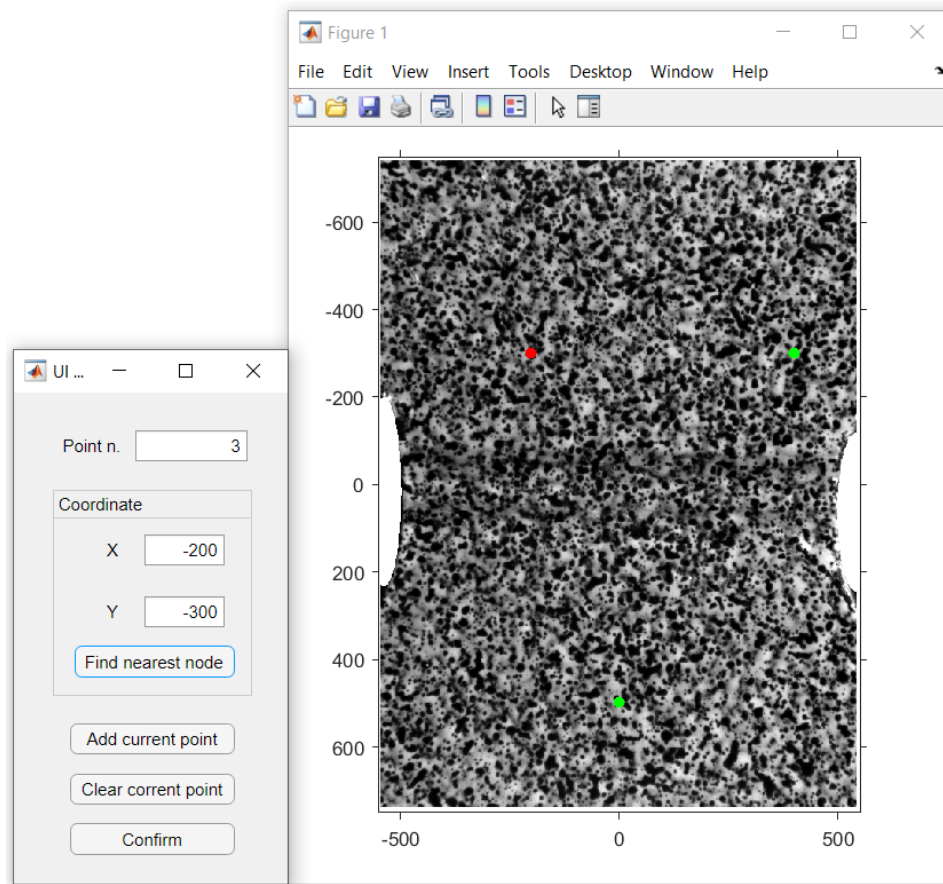 Figure 1
File Edit View Insert Tools Desktop Window Help
-600
-400
-200
0
200
400
600
-500 0 500
UI ...
Point n. 3
Coordinate
X -200
Y -300
Find nearest node
Add current point
Clear corrent point
Confirm